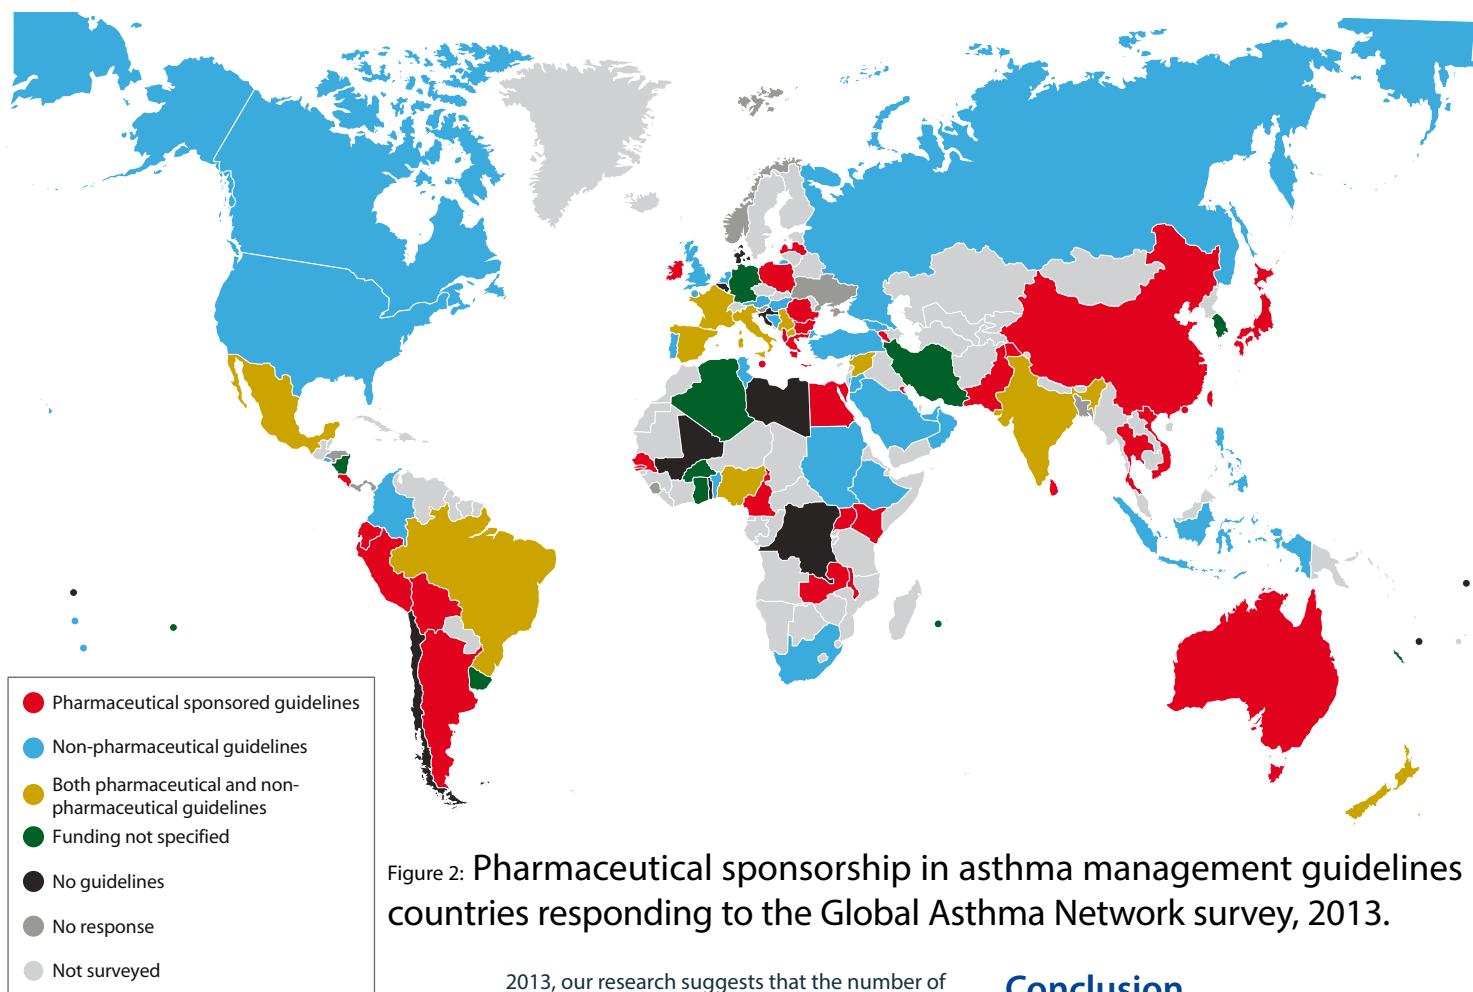 Pharmaceutical sponsored guidelines
Non-pharmaceutical guidelines
Both pharmaceutical and non-
pharmaceutical guidelines
Funding not specified
No guidelines
No response
Not surveyed
Figure 2: Pharmaceutical sponsorship in asthma management guidelines
countries responding to the Global Asthma Network survey, 2013.
2013, our research suggests that the number of
Conclusion